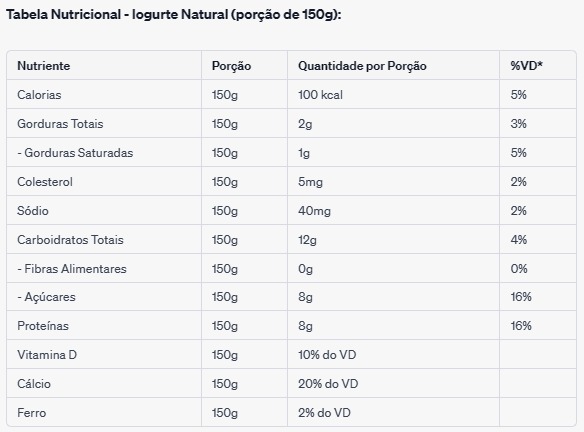 Tabela Nutricional - Iogurte Natural (porção de 150g):
Nutriente Porção Quantidade por Porção %VD*
Calorias 150g 100 kcal 5%
Gorduras Totais 150g 2g 3%
- Gorduras Saturadas 150g 1g 5%
Colesterol 150g 5mg 2%
Sódio 150g 40mg 2%
Carboidratos Totais 150g 12g 4%
- Fibras Alimentares 150g 0g 0%
- Açúcares 150g 8g 16%
Proteínas 150g 8g 16%
Vitamina D 150g 10% do VD
Cálcio 150g 20% do VD
Ferro 150g 2% do VD